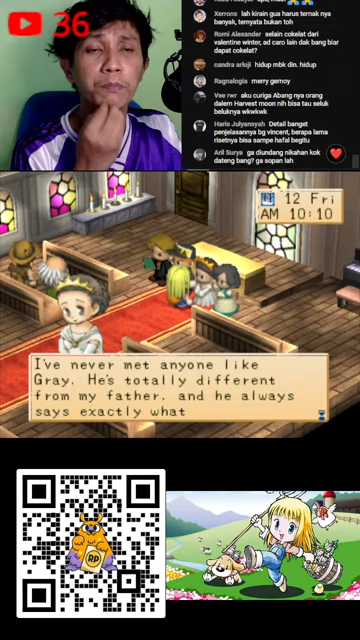 36
Xerrons lah kirain gua harus ternak nya
banyak, ternyata bukan toh
Romi Alexander selain cokelat dari
valentine winter, ad caro lain dak bang biar
dapat cokelat?
candra arloji hidup mbk din. hidup
Ragnalogia merry gemoy
Vee rwr aku curiga Abang nya orang
dalem Harvest moon nih bisa tau seluk
beluknya wkwkwk
Haris Julyansyah Detail banget
penjelasannya bg vincent, berapa lama
risetnya bisa sampe hafal begitu
Aril Surya ga diundang nikahan kok
dateng bang? ga sopan lah
12 Fri
AM 10:10
I've never met anyone like
Gray. He's totally different
from my father, and he always
says exactly what
RP